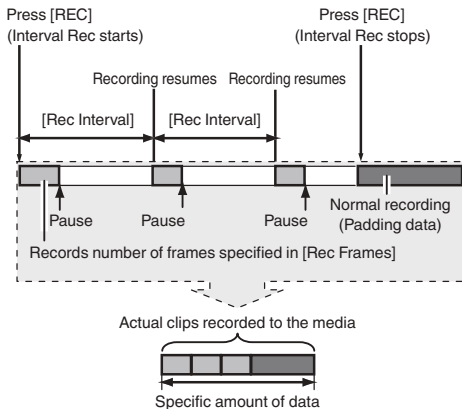 Press [REC]
(Interval Rec starts)
Press [REC]
(Interval Rec stops)
Recording resumes
Recording resumes
[Rec Interval]
[Rec Interval]
Pause
Pause
Pause
Normal recording
(Padding data)
Records number of frames specified in [Rec Frames]
Actual clips recorded to the media
Specific amount of data